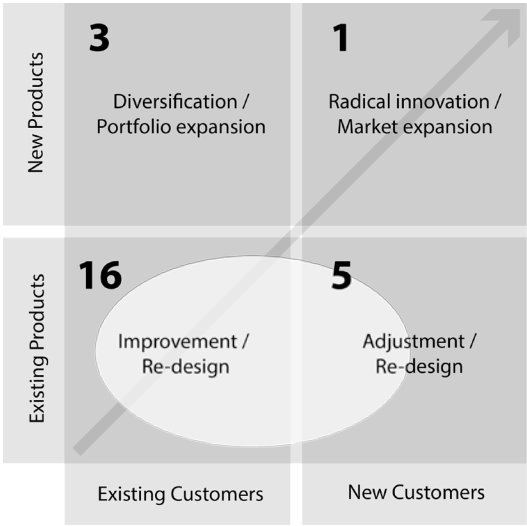 New Products
3
Diversification /
Portfolio expansion
1
Radical innovation /
Market expansion
Existing Products
16
Improvement /
Re-design
5
Adjustment /
Re-design
Existing Customers
New Customers